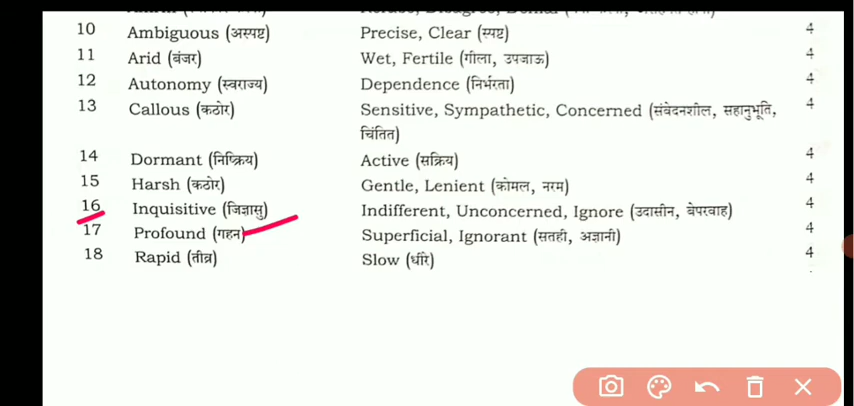 10 Ambiguous (अस्पष्ट) Precise, Clear (स्पष्ट) 4
11 Arid (बंजर) Wet, Fertile (गीला, उपजाऊ) 4
12 Autonomy (स्वराज्य) Dependence (निर्भरता) 4
13 Callous (कठोर) Sensitive, Sympathetic, Concerned (संवेदनशील, सहानुभूति, 4
चिंतित)
14 Dormant (निष्क्रिय) Active (सक्रिय) 4
15 Harsh (कठोर) Gentle, Lenient (कोमल, नरम) 4
16 Inquisitive (जिज्ञासु) Indifferent, Unconcerned, Ignore (उदासीन, बेपरवाह) 4
17 Profound (गहन) Superficial, Ignorant (सतही, अज्ञानी) 4
18 Rapid (तीव्र) Slow (धीरे) 4